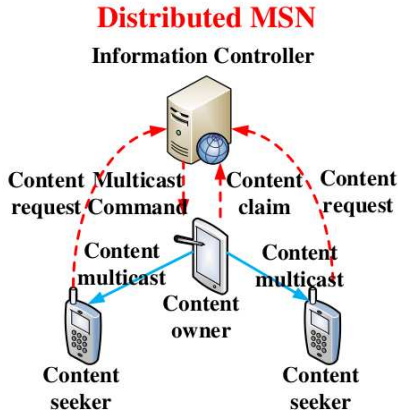 Distributed MSN
Information Controller
Content Multicast Content Content
request Command claim request
Content Content
multicast multicast
Content
owner
Content Content
seeker seeker